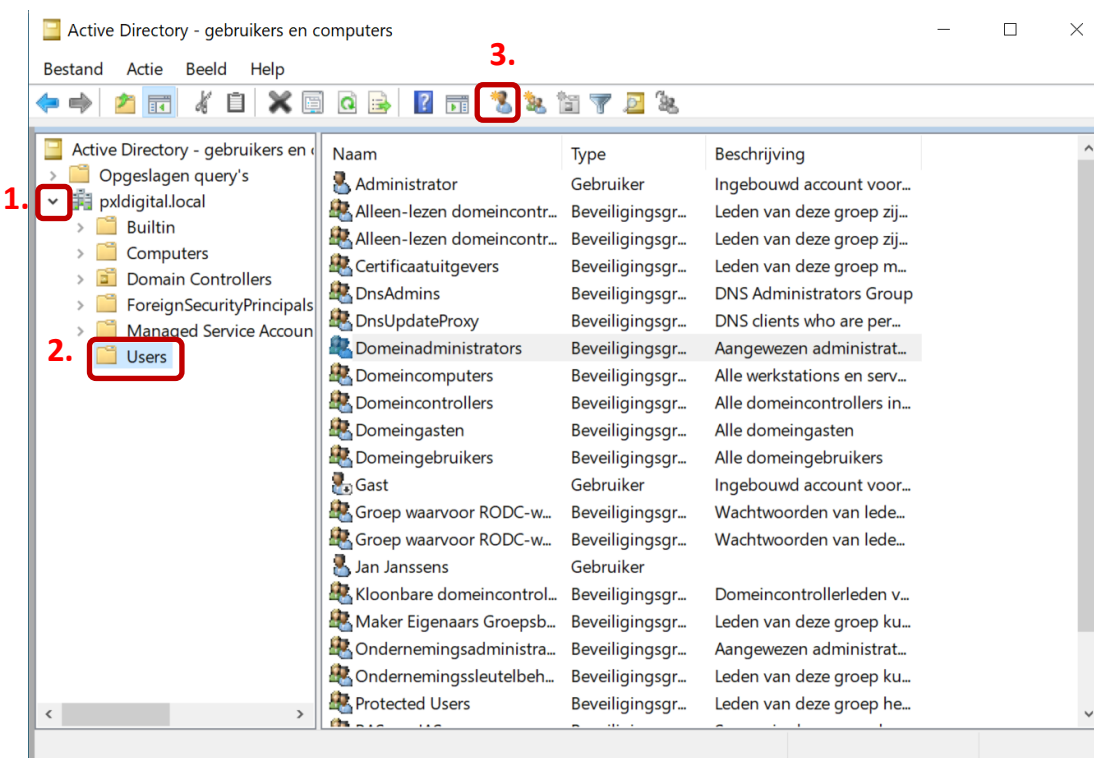 Active Directory - gebruikers en computers
3.
Bestand Actie Beeld Help
Active Directory - gebruikers en
Opgeslagen query's
1.
pxldigital.local
Builtin
Computers
Domain Controllers
ForeignSecurityPrincipals
Managed Service Accoun
2.
Users
Naam Type Beschrijving
Administrator Gebruiker Ingebouwd account voor...
Alleen-lezen domeincontr... Beveiligingsgr... Leden van deze groep zij...
Alleen-lezen domeincontr... Beveiligingsgr... Leden van deze groep zij...
Certificaatuitgevers Beveiligingsgr... Leden van deze groep m...
DnsAdmins Beveiligingsgr... DNS Administrators Group
DnsUpdateProxy Beveiligingsgr... DNS clients who are per...
Domeinadministrators Beveiligingsgr... Aangewezen administrat...
Domeincomputers Beveiligingsgr... Alle werkstations en serv...
Domeincontrollers Beveiligingsgr... Alle domeincontrollers in...
Domeingasten Beveiligingsgr... Alle domeingasten
Domeingebruikers Beveiligingsgr... Alle domeingebruikers
Gast Gebruiker Ingebouwd account voor...
Groep waarvoor RODC-w... Beveiligingsgr... Wachtwoorden van lede...
Groep waarvoor RODC-w... Beveiligingsgr... Wachtwoorden van lede...
Jan Janssens Gebruiker
Kloonbare domeincontrol... Beveiligingsgr... Domeincontrollerleden v...
Maker Eigenaars Groepsb... Beveiligingsgr... Leden van deze groep ku...
Ondernemingsadministra... Beveiligingsgr... Aangewezen administrat...
Ondernemingssleutelbeh... Beveiligingsgr... Leden van deze groep ku...
Protected Users Beveiligingsgr... Leden van deze groep he...